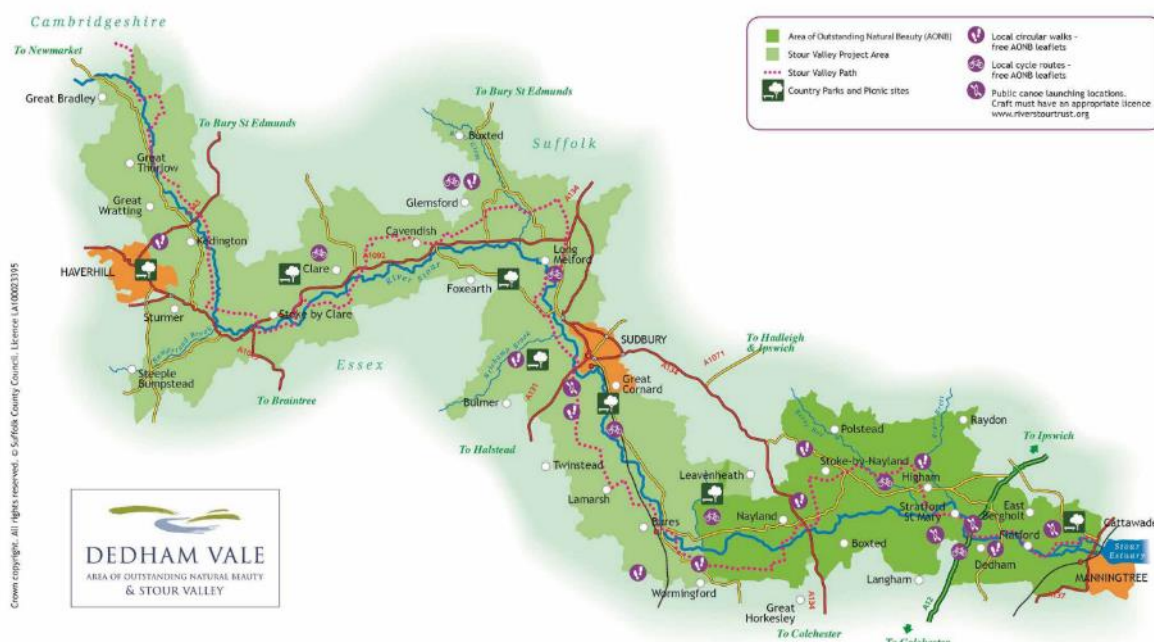 Cambridgeshire
To Newmarket
Great Bradley
To Bury St Edmunds
Great
Thurlow
Great
Wratting
Kedington
HAVERHILL
Sturmer
Steeple
Bumpstead
Stoke by Clare
To Braintree
Essex
Clare
Cavendish
A1092
River Stour
Glemsford
Boxted
To Bury St Edmunds
Suffolk
A134
Long
Melford
Foxearth
SUDBURY
Great
Cornard
Bulmer
A131
To Halstead
Twinstead
Lamarsh
Bures
Wormingford
A134
A1071
To Hadleigh
& Ipswich
Leavenheath
Nayland
Great
Horkesley
A134
To Colchester
Polstead
Stoke-by-Nayland
Raydon
Higham
Stratford
St Mary
Boxted
Langham
East
Bergholt
Flatford
Dedham
To Ipswich
A12
To Colchester
Cattawade
Stour
Estuary
MANNINGTREE
Area of Outstanding Natural Beauty (AONB)
Stour Valley Project Area
Stour Valley Path
Country Parks and Picnic sites
Local circular walks -
free AONB leaflets
Local cycle routes -
free AONB leaflets
Public canoe launching locations.
Craft must have an appropriate licence
www.riverstourtrust.org
DEDHAM VALE
AREA OF OUTSTANDING NATURAL BEAUTY
& STOUR VALLEY
Crown copyright. All rights reserved. © Suffolk County Council. Licence LA100023395